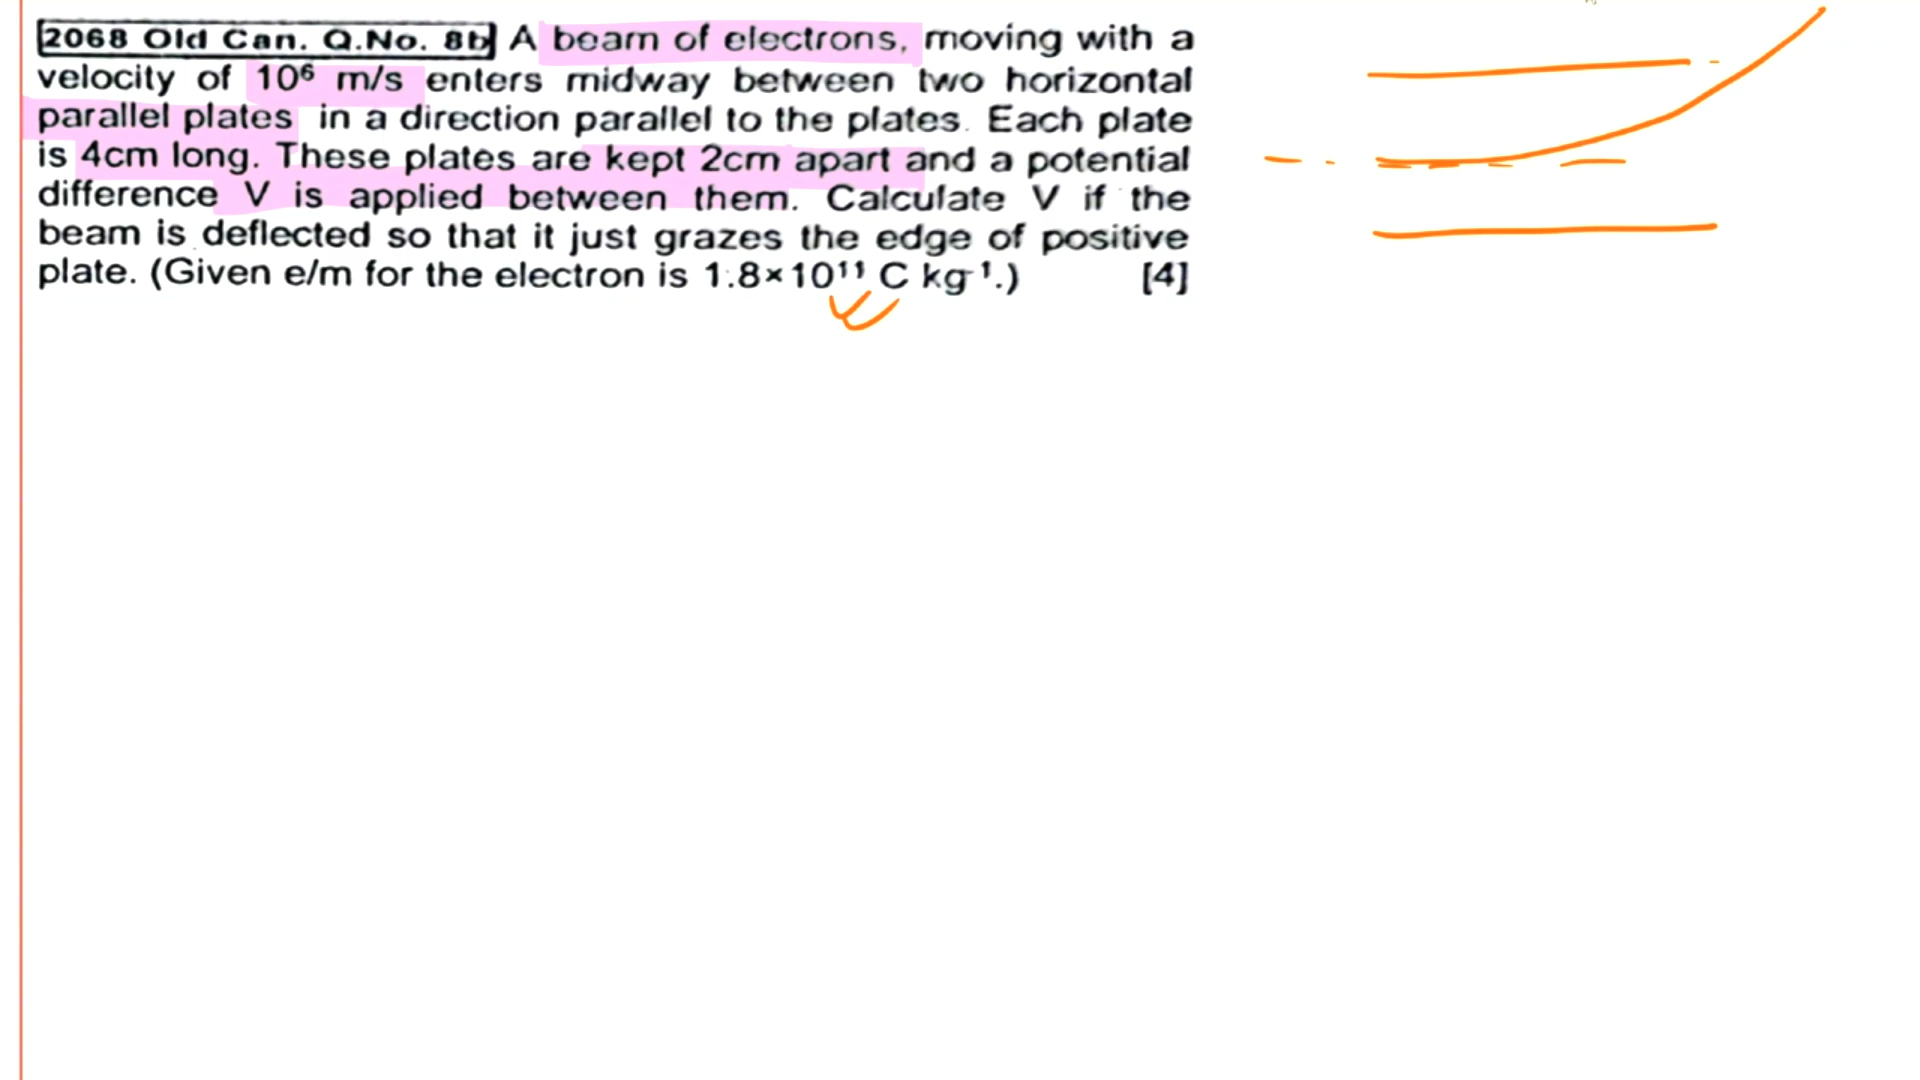 2068 Old Can. Q.No. 8b A beam of electrons, moving with a
velocity of 10⁶ m/s enters midway between two horizontal
parallel plates in a direction parallel to the plates. Each plate
is 4cm long. These plates are kept 2cm apart and a potential
difference V is applied between them. Calculate V if the
beam is deflected so that it just grazes the edge of positive
plate. (Given e/m for the electron is 1.8×10¹¹ C kg⁻¹.) [4]